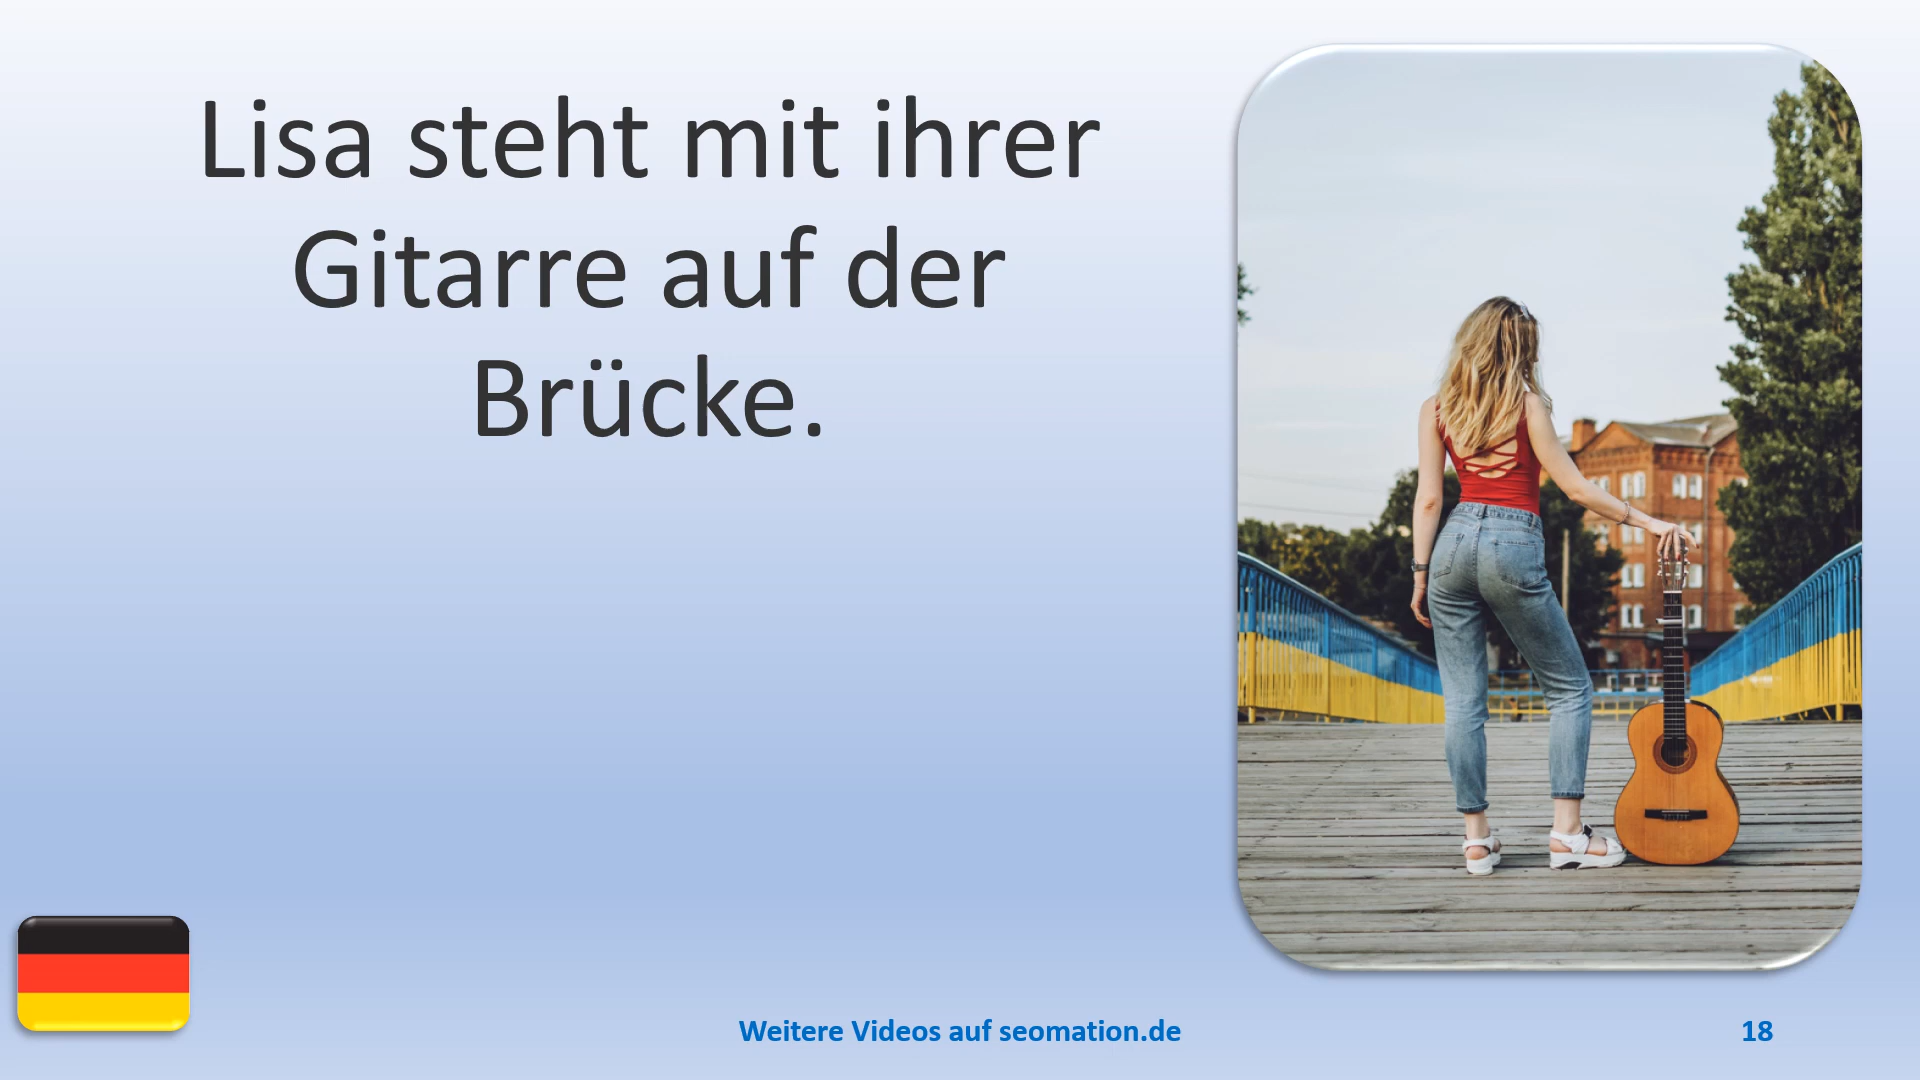 Lisa steht mit ihrer
Gitarre auf der
Brücke.
Weitere Videos auf seomation.de
18